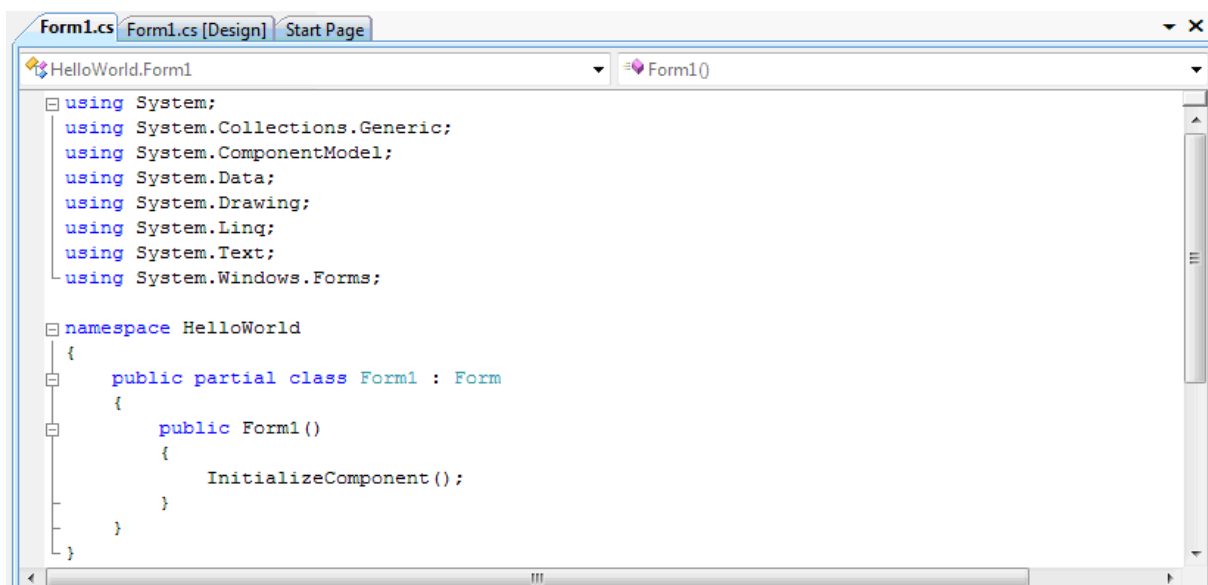 Form1.cs Form1.cs [Design] Start Page
HelloWorld.Form1 Form1()
using System;
using System.Collections.Generic;
using System.ComponentModel;
using System.Data;
using System.Drawing;
using System.Linq;
using System.Text;
using System.Windows.Forms;
namespace HelloWorld
{
public partial class Form1 : Form
{
public Form1()
{
InitializeComponent();
}
}
}